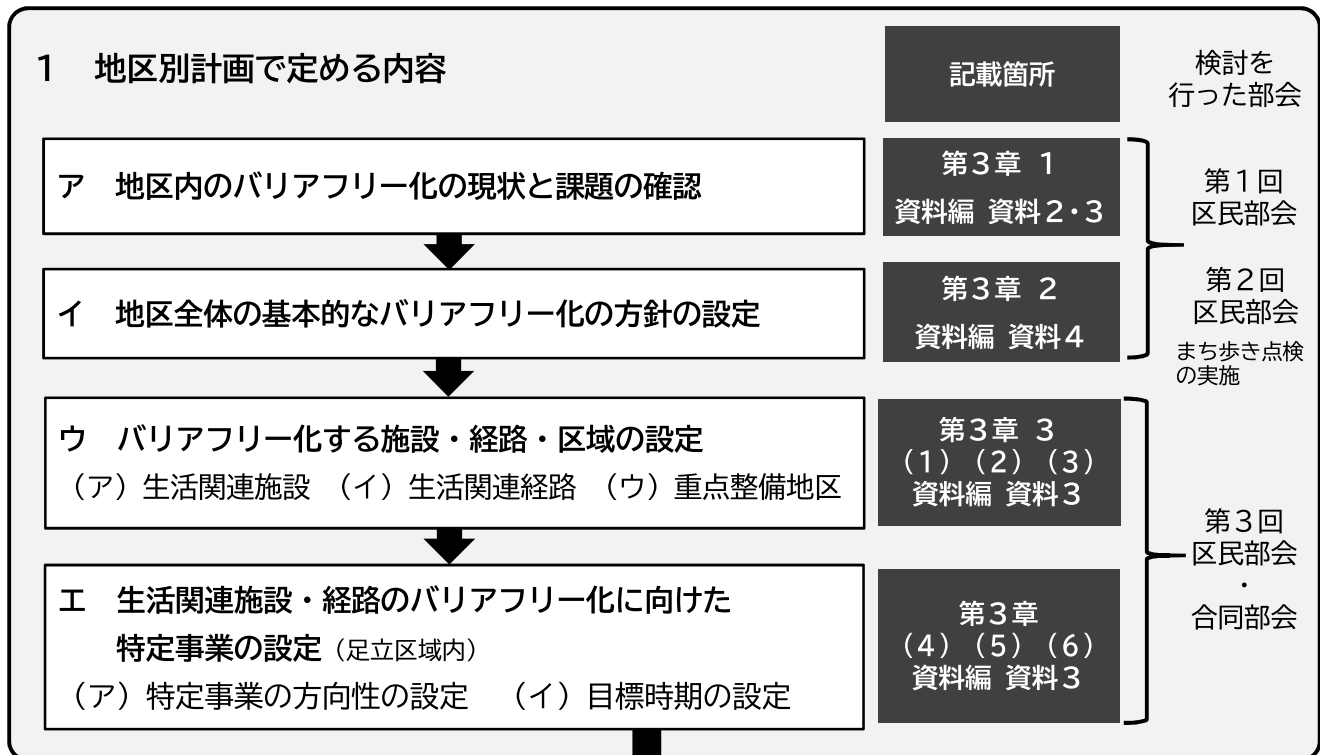 1 地区別計画で定める内容
記載箇所
検討を
行った部会
ア 地区内のバリアフリー化の現状と課題の確認
第3章 1
資料編 資料2・3
第1回
区民部会
イ 地区全体の基本的なバリアフリー化の方針の設定
第3章 2
資料編 資料4
第2回
区民部会
まち歩き点検
の実施
ウ バリアフリー化する施設・経路・区域の設定
(ア)生活関連施設 (イ)生活関連経路 (ウ)重点整備地区
第3章 3
(1)(2)(3)
資料編 資料3
エ 生活関連施設・経路のバリアフリー化に向けた
特定事業の設定(足立区域内)
(ア)特定事業の方向性の設定 (イ)目標時期の設定
第3章
(4)(5)(6)
資料編 資料3
第3回
区民部会
・
合同部会